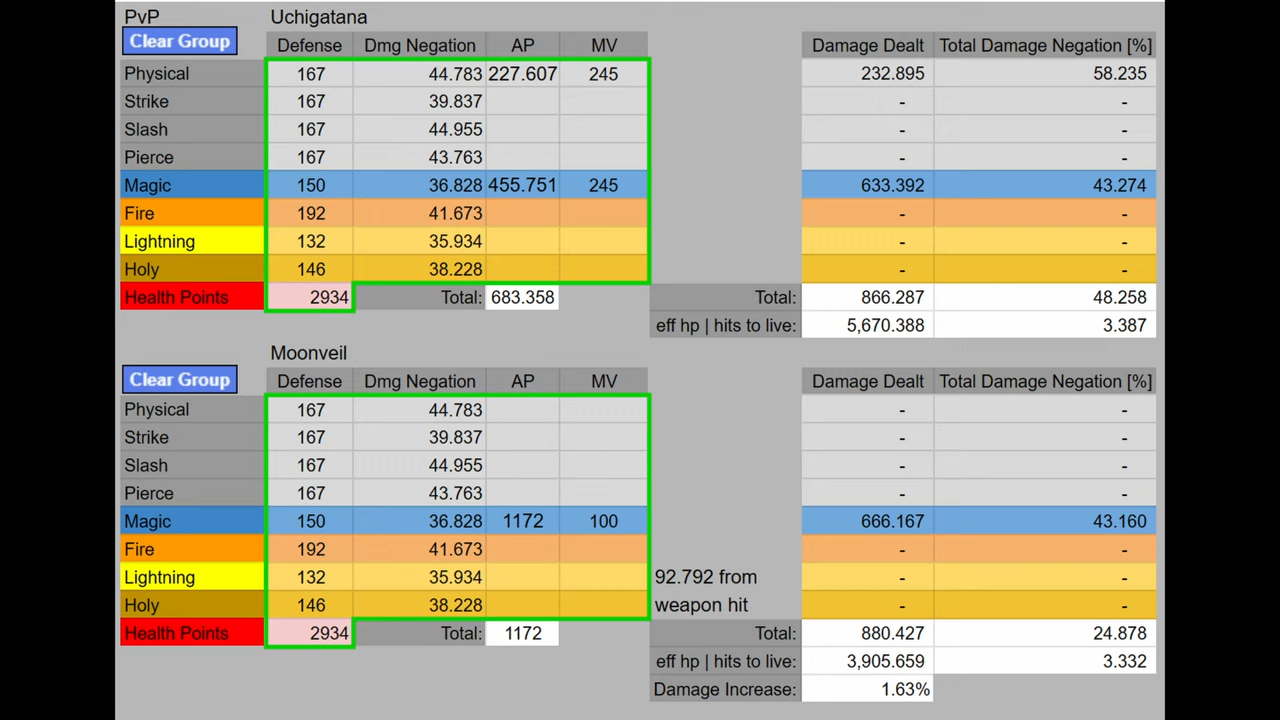 PvP Uchigatana
Clear Group Defense Dmg Negation AP MV Damage Dealt Total Damage Negation [%]
Physical 167 44.783 227.607 245 232.895 58.235
Strike 167 39.837 - -
Slash 167 44.955 - -
Pierce 167 43.763 - -
Magic 150 36.828 455.751 245 633.392 43.274
Fire 192 41.673 - -
Lightning 132 35.934 - -
Holy 146 38.228 - -
Health Points 2934 Total: 683.358 Total: 866.287 48.258
eff hp | hits to live: 5,670.388 3.387
Moonveil
Clear Group Defense Dmg Negation AP MV Damage Dealt Total Damage Negation [%]
Physical 167 44.783 - -
Strike 167 39.837 - -
Slash 167 44.955 - -
Pierce 167 43.763 - -
Magic 150 36.828 1172 100 666.167 43.160
Fire 192 41.673 - -
Lightning 132 35.934 92.792 from - -
Holy 146 38.228 weapon hit - -
Health Points 2934 Total: 1172 Total: 880.427 24.878
eff hp | hits to live: 3,905.659 3.332
Damage Increase: 1.63%